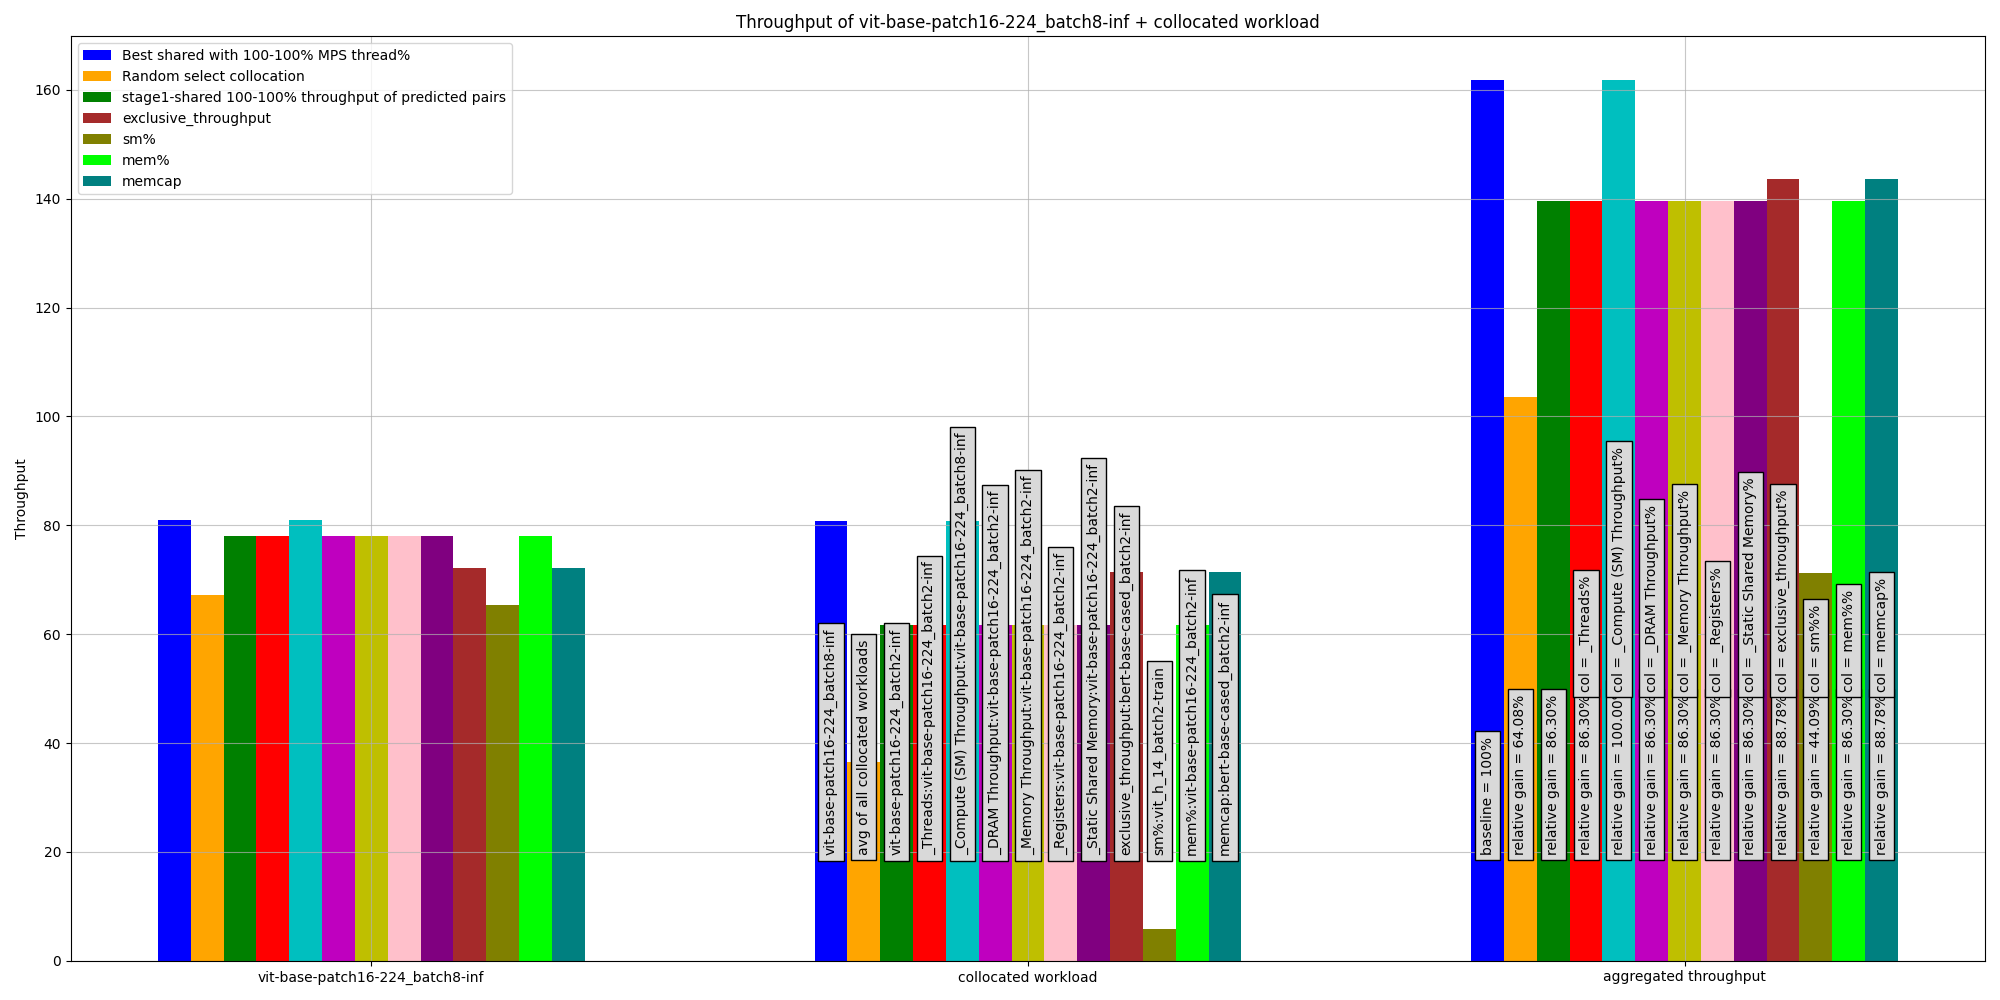 Throughput of vit-base-patch16-224_batch8-inf + collocated workload
Best shared with 100-100% MPS thread%
Random select collocation
stage1-shared 100-100% throughput of predicted pairs
exclusive_throughput
sm%
mem%
memcap
Throughput
160
140
120
100
80
60
40
20
0
vit-base-patch16-224_batch8-inf
avg of all collocated workloads
vit-base-patch16-224_batch2-inf
_Threads:vit-base-patch16-224_batch2-inf
_Compute (SM) Throughput:vit-base-patch16-224_batch8-inf
_DRAM Throughput:vit-base-patch16-224_batch2-inf
_Memory Throughput:vit-base-patch16-224_batch2-inf
_Registers:vit-base-patch16-224_batch2-inf
_Static Shared Memory:vit-base-patch16-224_batch2-inf
exclusive_throughput:bert-base-cased_batch2-inf
sm%:vit_h_14_batch2-train
mem%:vit-base-patch16-224_batch2-inf
memcap:bert-base-cased_batch2-inf
baseline = 100%
relative gain = 64.08%
relative gain = 86.30%
relative gain = 86.30%
col = _Threads%
relative gain = 100.00%
col = _Compute (SM) Throughput%
relative gain = 86.30%
col = _DRAM Throughput%
relative gain = 86.30%
col = _Memory Throughput%
relative gain = 86.30%
col = _Registers%
relative gain = 86.30%
col = _Static Shared Memory%
relative gain = 88.78%
col = exclusive_throughput%
relative gain = 44.09%
col = sm%%
relative gain = 86.30%
col = mem%%
relative gain = 88.78%
col = memcap%
vit-base-patch16-224_batch8-inf
collocated workload
aggregated throughput